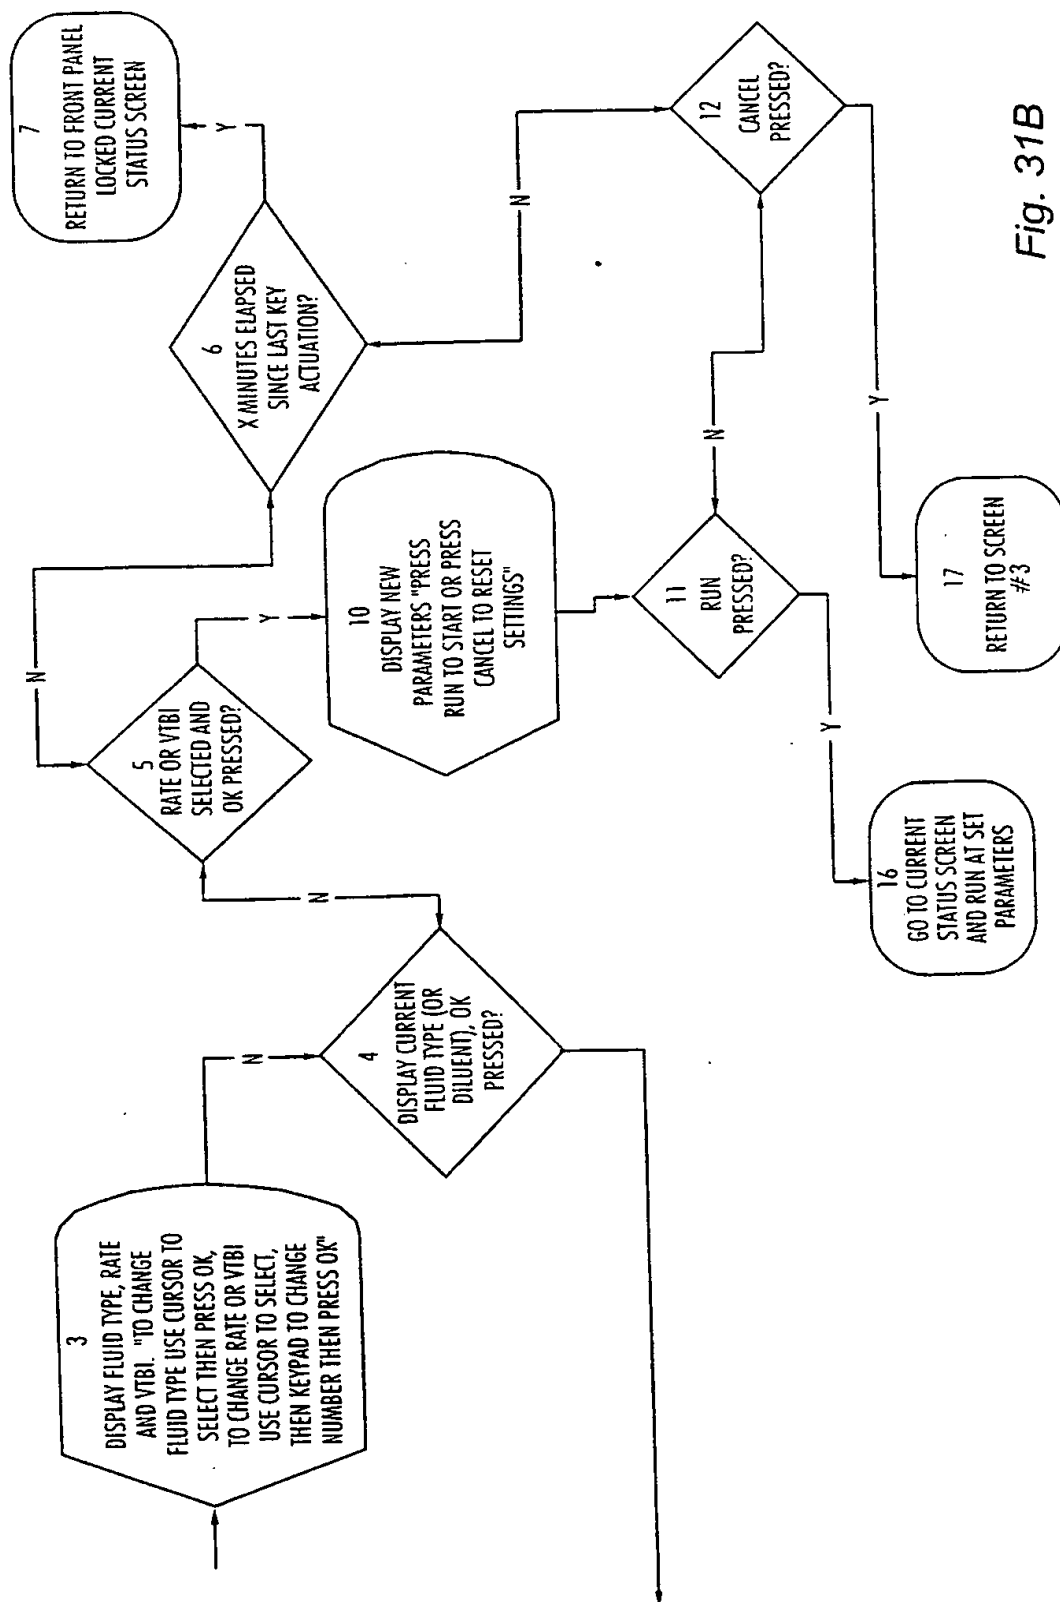 3
DISPLAY FLUID TYPE, RATE
AND VTBI. "TO CHANGE
FLUID TYPE USE CURSOR TO
SELECT THEN PRESS OK,
TO CHANGE RATE OR VTBI
USE CURSOR TO SELECT,
THEN KEYPAD TO CHANGE
NUMBER THEN PRESS OK"
N
4
DISPLAY CURRENT
FLUID TYPE (OR
DILUENT), OK
PRESSED?
N
5
RATE OR VTBI
SELECTED AND
OK PRESSED?
N
Y
6
X MINUTES ELAPSED
SINCE LAST KEY
ACTUATION?
Y
7
RETURN TO FRONT PANEL
LOCKED CURRENT
STATUS SCREEN
N
10
DISPLAY NEW
PARAMETERS "PRESS
RUN TO START OR PRESS
CANCEL TO RESET
SETTINGS"
11
RUN
PRESSED?
N
Y
12
CANCEL
PRESSED?
Y
16
GO TO CURRENT
STATUS SCREEN
AND RUN AT SET
PARAMETERS
17
RETURN TO SCREEN
#3
Fig. 31B